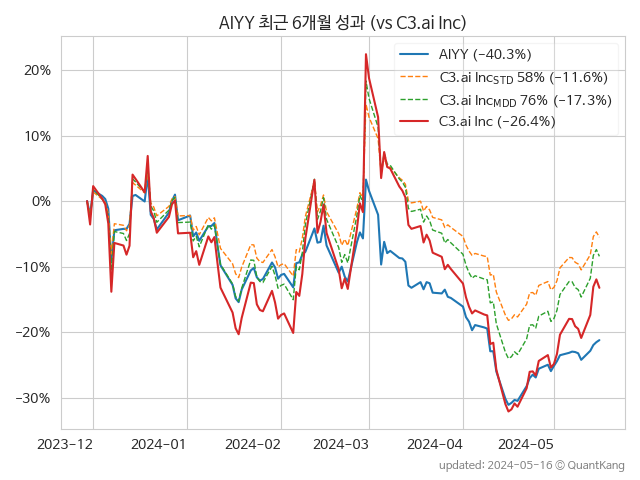 AIYY 최근 6개월 성과 (vs C3.ai Inc)
AIYY (−40.3%)
C3.ai Inc_STD 58% (−11.6%)
C3.ai Inc_MDD 76% (−17.3%)
C3.ai Inc (−26.4%)
20%
10%
0%
−10%
−20%
−30%
2023-12 2024-01 2024-02 2024-03 2024-04 2024-05
updated: 2024-05-16 © QuantKang